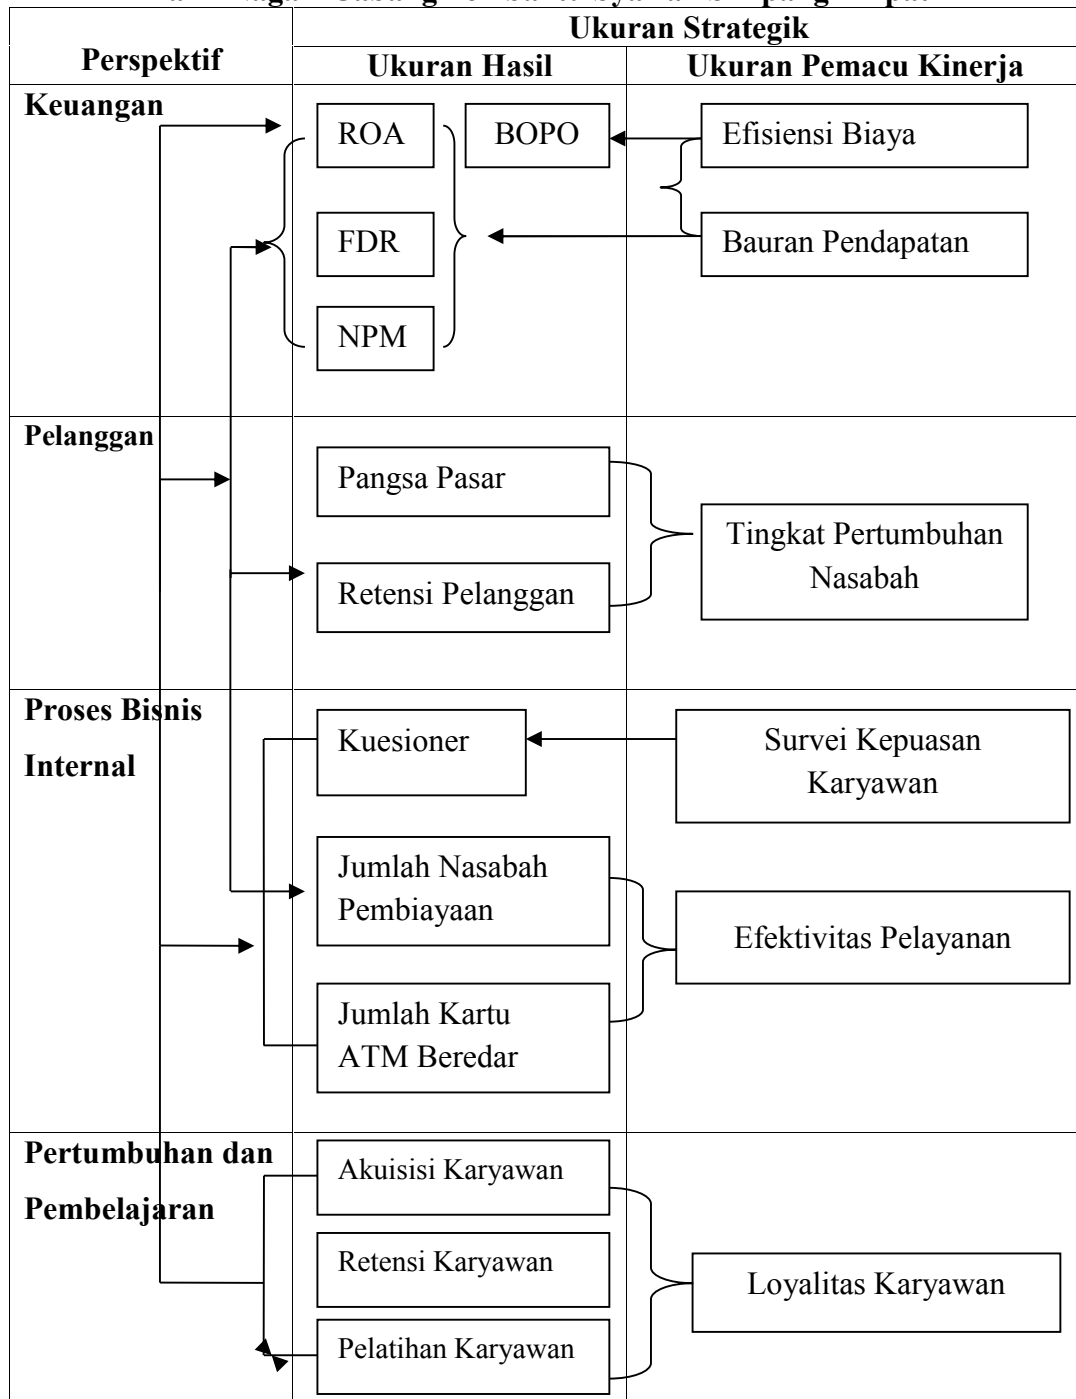 Ukuran Strategik
Perspektif
Ukuran Hasil
Ukuran Pemacu Kinerja
Keuangan
ROA
BOPO
Efisiensi Biaya
FDR
Bauran Pendapatan
NPM
Pelanggan
Pangsa Pasar
Tingkat Pertumbuhan
Nasabah
Retensi Pelanggan
Proses Bisnis
Internal
Kuesioner
Survei Kepuasan
Karyawan
Jumlah Nasabah
Pembiayaan
Efektivitas Pelayanan
Jumlah Kartu
ATM Beredar
Pertumbuhan dan
Pembelajaran
Akuisisi Karyawan
Retensi Karyawan
Loyalitas Karyawan
Pelatihan Karyawan